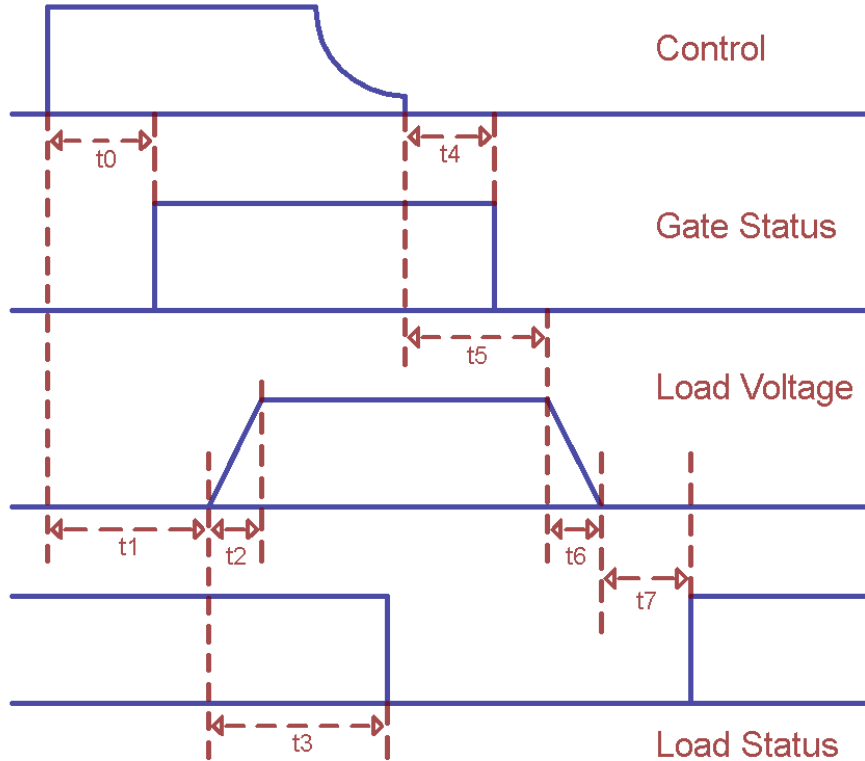 Control
t0
t4
Gate Status
t5
Load Voltage
t1
t2
t6
t7
t3
Load Status